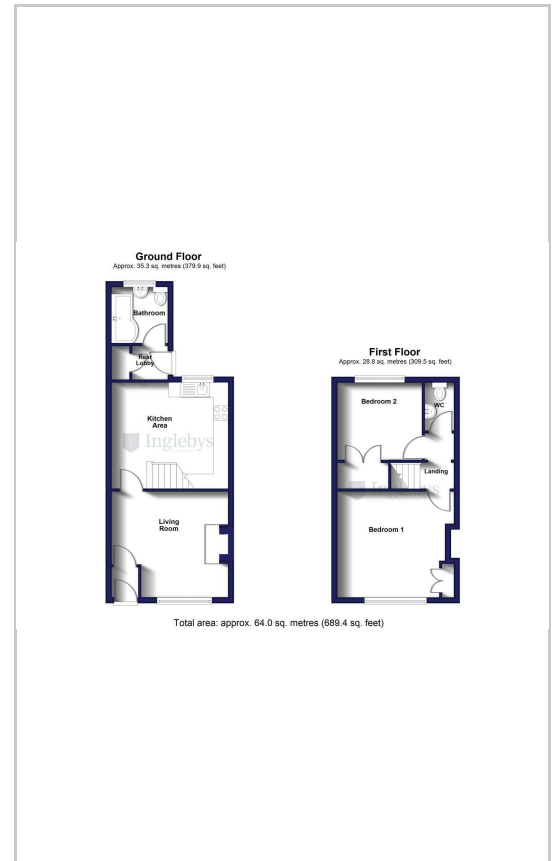 Ground Floor
Approx. 35.3 sq. metres (379.9 sq. feet)
Bathroom
Rear
Lobby
Kitchen
Area
Inglebys
Living
Room
First Floor
Approx. 28.8 sq. metres (309.5 sq. feet)
Bedroom 2
WC
Landing
Inglebys
Bedroom 1
Total area: approx. 64.0 sq. metres (689.4 sq. feet)